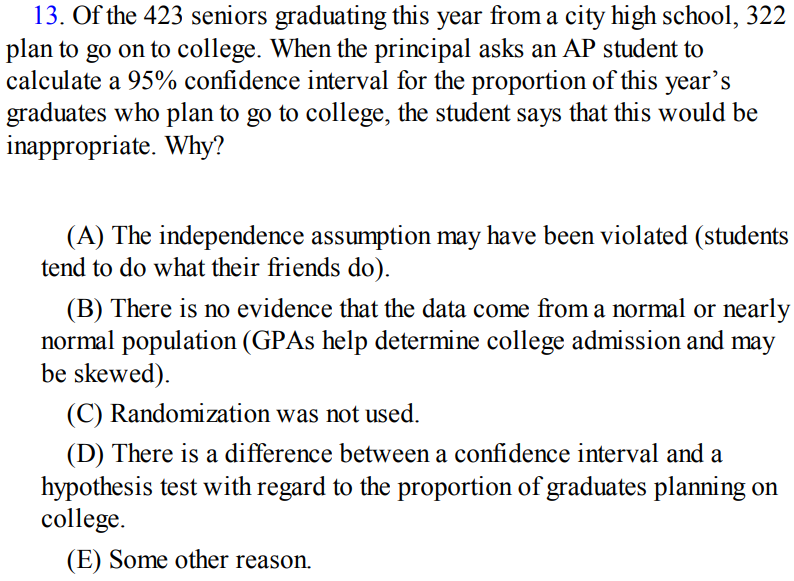 13. Of the 423 seniors graduating this year from a city high school, 322
plan to go on to college. When the principal asks an AP student to
calculate a 95% confidence interval for the proportion of this year’s
graduates who plan to go to college, the student says that this would be
inappropriate. Why?
(A) The independence assumption may have been violated (students
tend to do what their friends do).
(B) There is no evidence that the data come from a normal or nearly
normal population (GPAs help determine college admission and may
be skewed).
(C) Randomization was not used.
(D) There is a difference between a confidence interval and a
hypothesis test with regard to the proportion of graduates planning on
college.
(E) Some other reason.